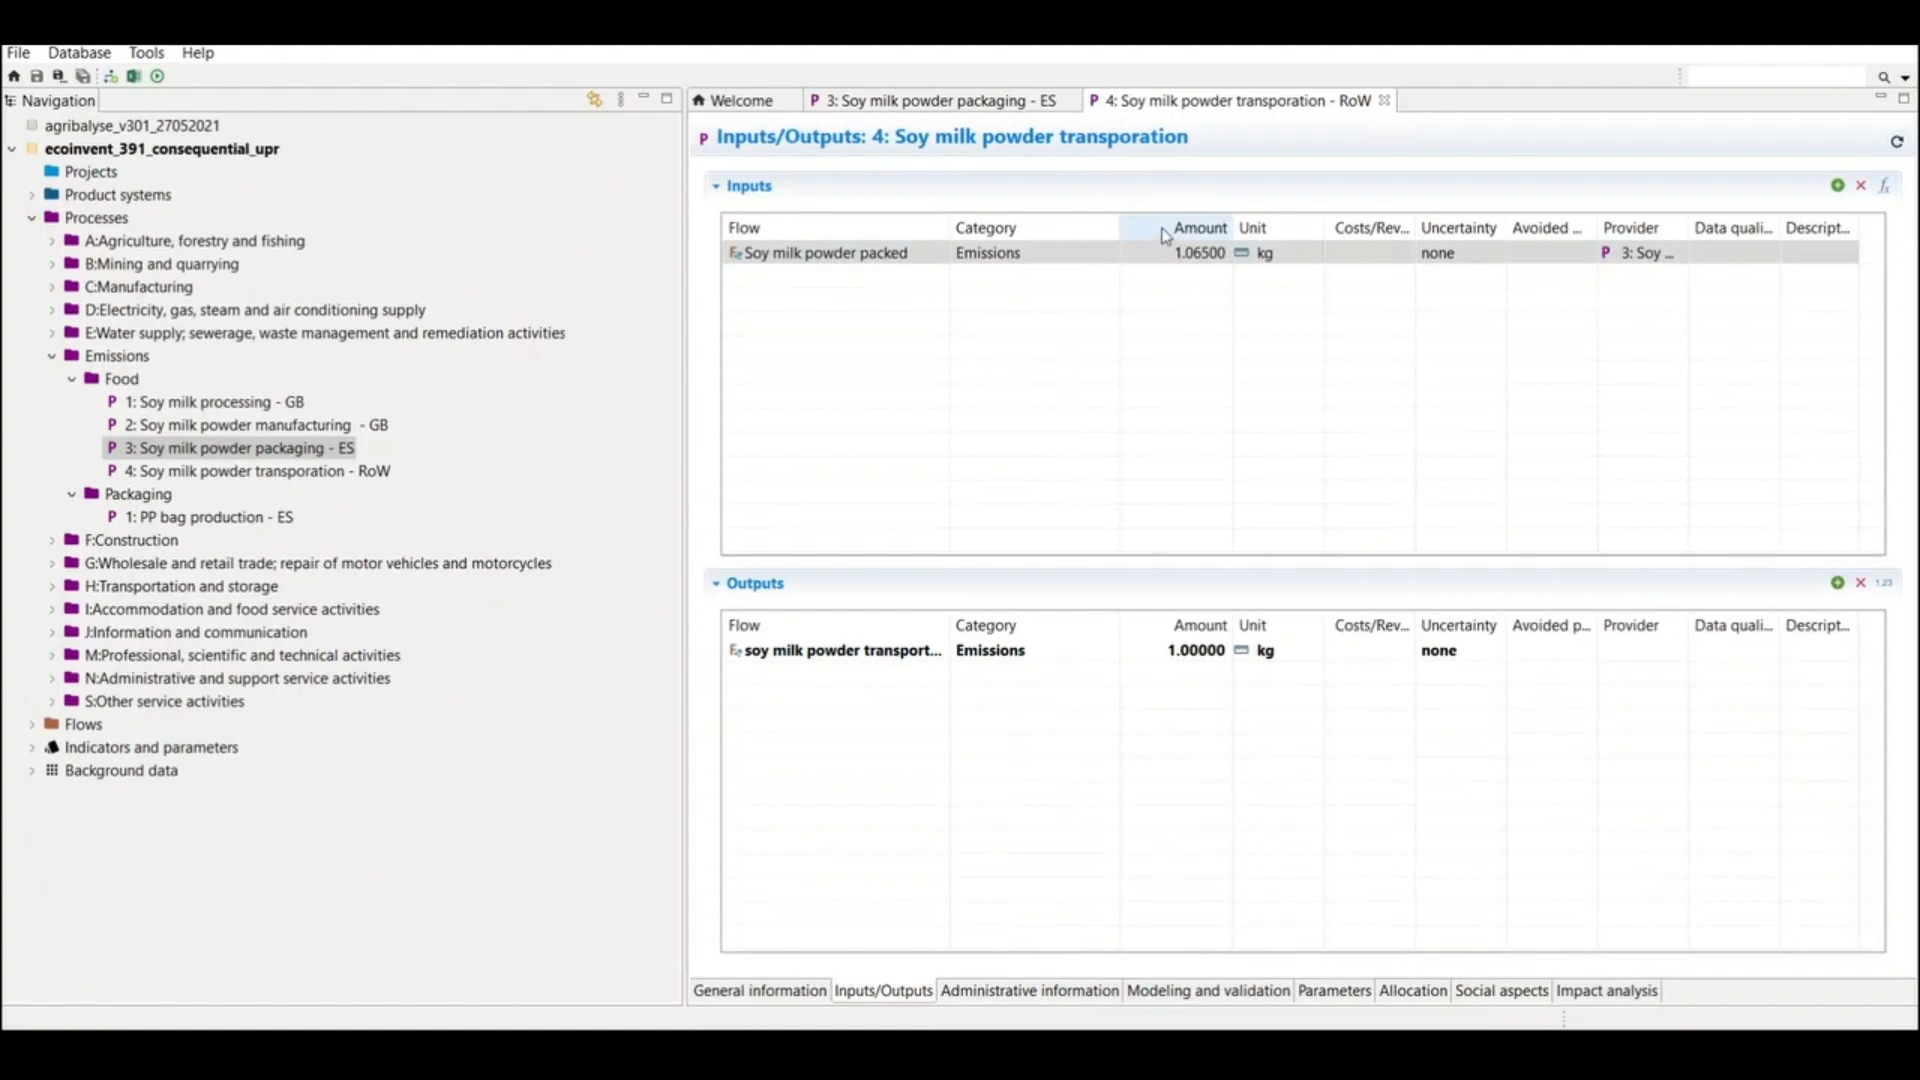 File Database Tools Help
Navigation
agribalyse_v301_27052021
ecoinvent_391_consequential_upr
Projects
Product systems
Processes
A:Agriculture, forestry and fishing
B:Mining and quarrying
C:Manufacturing
D:Electricity, gas, steam and air conditioning supply
E:Water supply; sewerage, waste management and remediation activities
Emissions
Food
P 1: Soy milk processing - GB
P 2: Soy milk powder manufacturing - GB
P 3: Soy milk powder packaging - ES
P 4: Soy milk powder transporation - RoW
Packaging
P 1: PP bag production - ES
F:Construction
G:Wholesale and retail trade; repair of motor vehicles and motorcycles
H:Transportation and storage
I:Accommodation and food service activities
J:Information and communication
M:Professional, scientific and technical activities
N:Administrative and support service activities
S:Other service activities
Flows
Indicators and parameters
Background data
Welcome P 3: Soy milk powder packaging - ES P 4: Soy milk powder transporation - RoW
P Inputs/Outputs: 4: Soy milk powder transporation
Inputs fx
Flow Category Amount Unit Costs/Rev... Uncertainty Avoided ... Provider Data quali... Descript...
Soy milk powder packed Emissions 1.06500 kg none P 3: Soy ...
Outputs 1.23
Flow Category Amount Unit Costs/Rev... Uncertainty Avoided p... Provider Data quali... Descript...
soy milk powder transport... Emissions 1.00000 kg none
General information Inputs/Outputs Administrative information Modeling and validation Parameters Allocation Social aspects Impact analysis